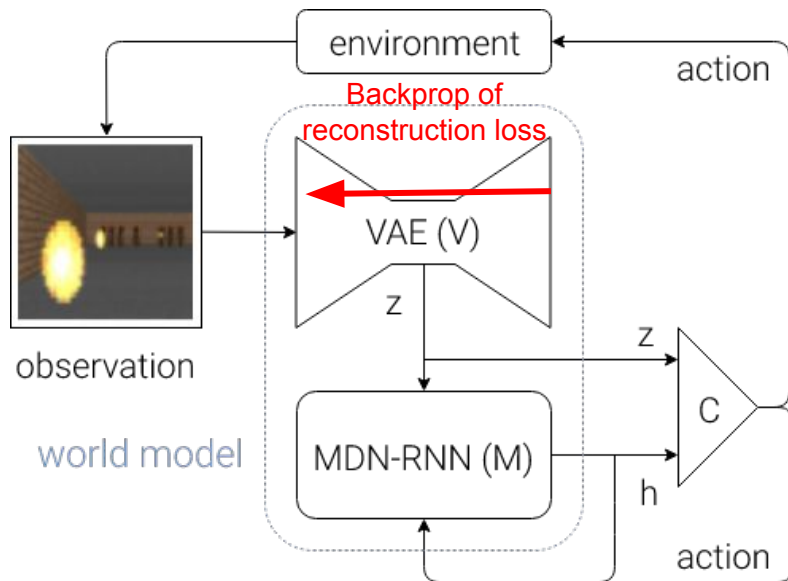 environment
action
Backprop of
reconstruction loss
VAE (V)
z
z
observation
C
world model
MDN-RNN (M)
h
action